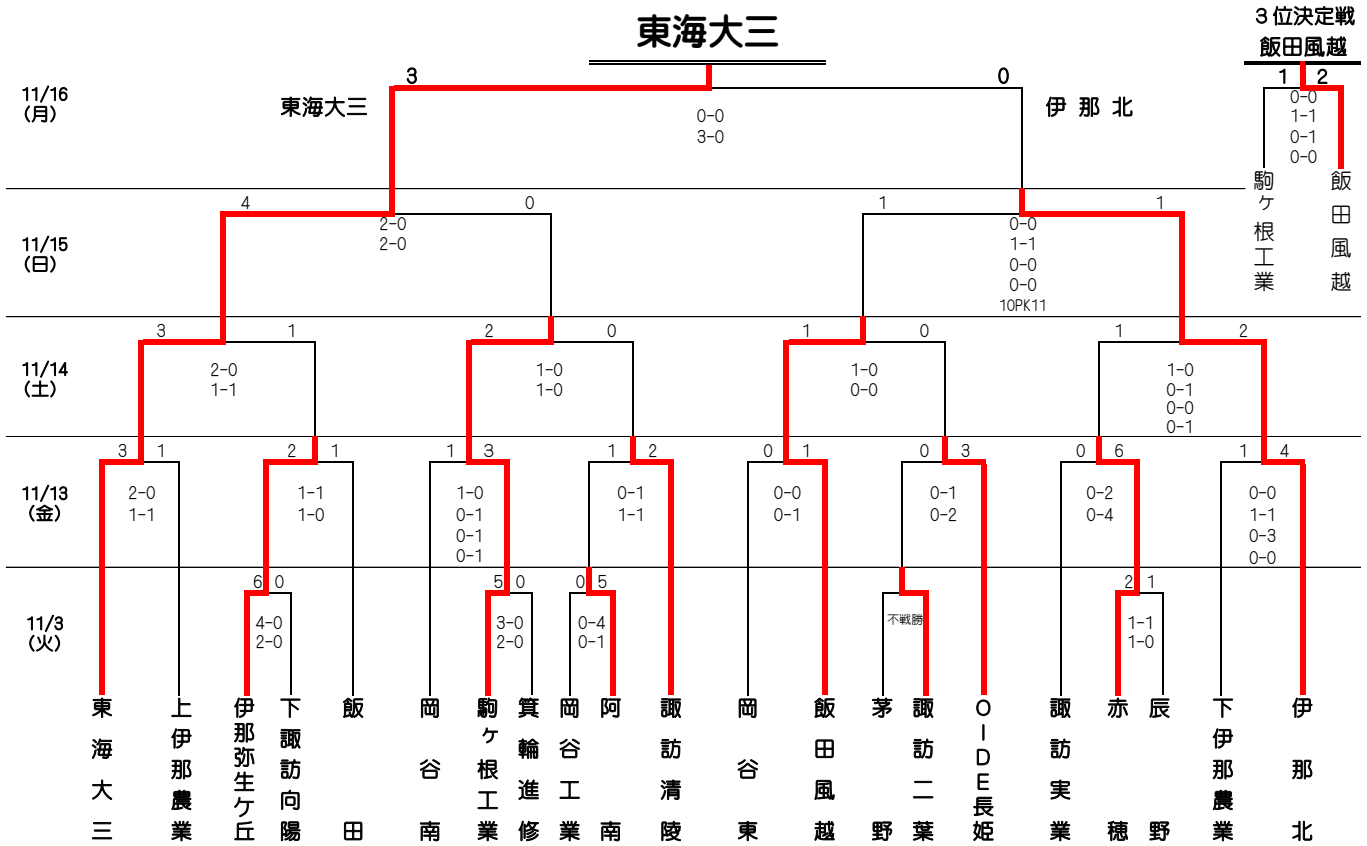 東海大三
3位決定戦
飯田風越
11/16
(月)
3
0
東海大三
伊那北
0-0
3-0
1 2
0-0
1-1
0-1
0-0
駒ヶ根工業
飯田風越
11/15
(日)
4
0
2-0
2-0
1
1
0-0
1-1
0-0
0-0
10PK11
11/14
(土)
3
1
2-0
1-1
2
0
1-0
1-0
1
0
1-0
0-0
1
2
1-0
0-1
0-0
0-1
11/13
(金)
3 1
2-0
1-1
2 1
1-1
1-0
1 3
1-0
0-1
0-1
0-1
1 2
0-1
1-1
0 1
0-0
0-1
0 3
0-1
0-2
0 6
0-2
0-4
1 4
0-0
1-1
0-3
0-0
11/3
(火)
6 0
4-0
2-0
5 0
3-0
2-0
0 5
0-4
0-1
不戦勝
2 1
1-1
1-0
東海大三
上伊那農業
伊那弥生ケ丘
下諏訪向陽
飯田
岡谷南
駒ヶ根工業
箕輪進修
岡谷工業
阿南
諏訪清陵
岡谷東
飯田風越
茅野
諏訪二葉
OIDE長姫
諏訪実業
赤穂
辰野
下伊那農業
伊那北